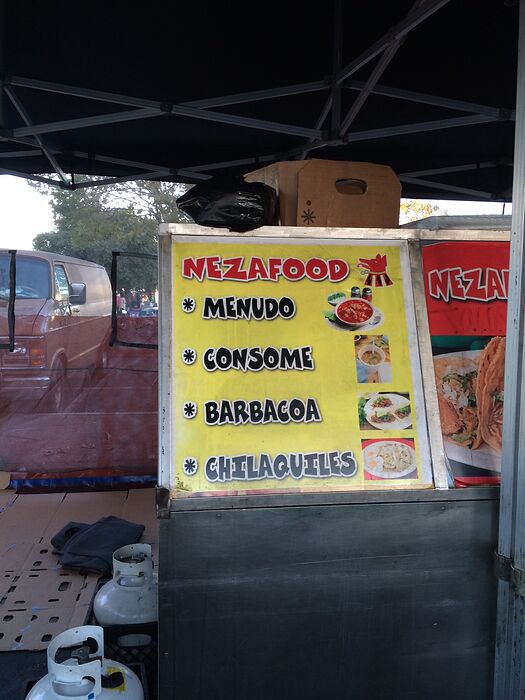 NEZAFOOD
* MENUDO
* CONSOME
* BARBACOA
* CHILAQUILES
NEZA